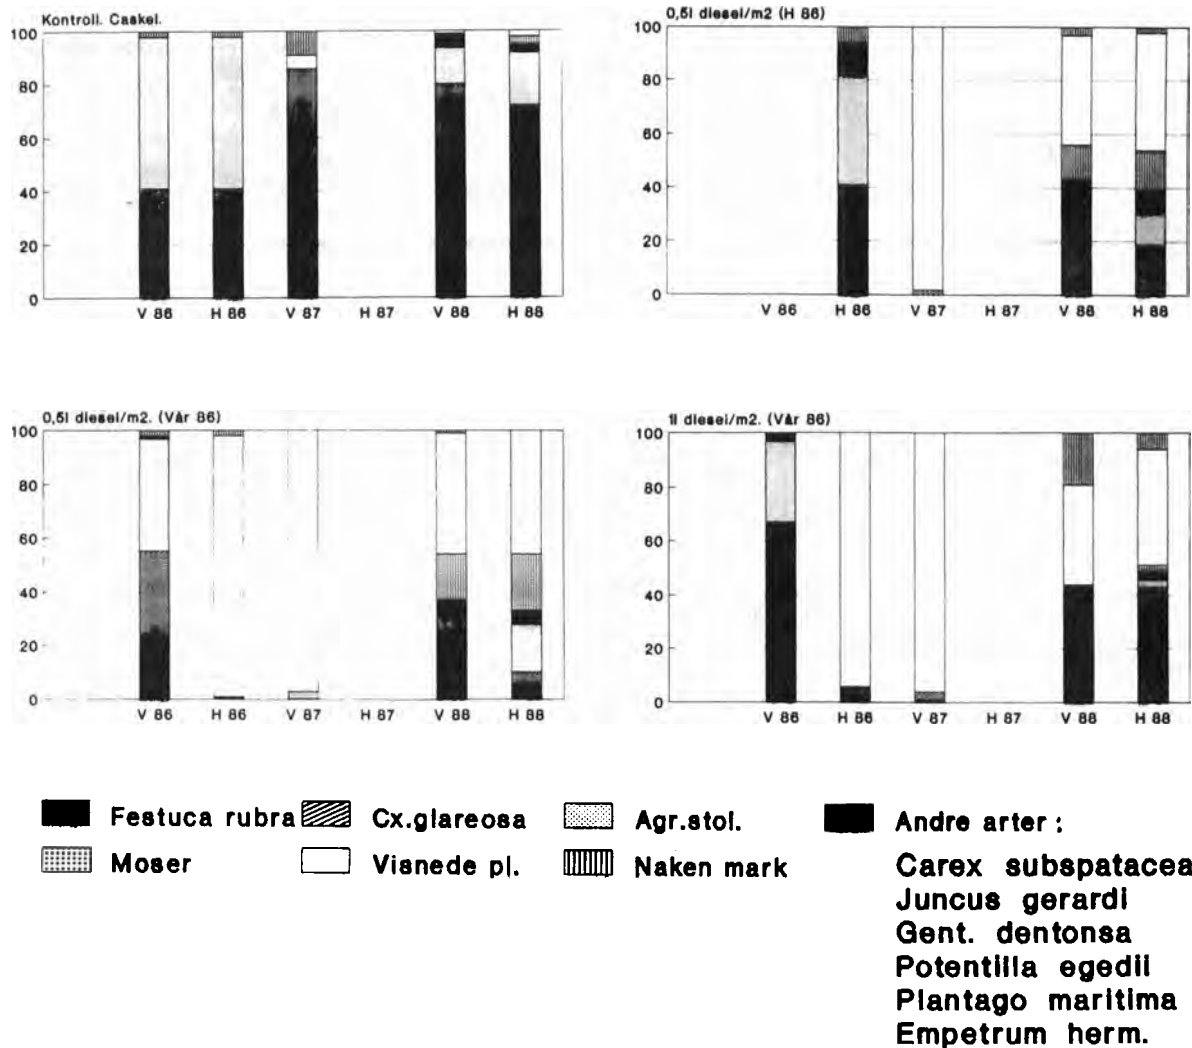 Kontroll. Caskel.
100
80
60
40
20
0
V 86 H 86 V 87 H 87 V 88 H 88
0,5l diesel/m2 (H 86)
100
80
60
40
20
0
V 86 H 86 V 87 H 87 V 88 H 88
0,5l diesel/m2. (Vår 86)
100
80
60
40
20
0
V 86 H 86 V 87 H 87 V 88 H 88
1l diesel/m2. (Vår 86)
100
80
60
40
20
0
V 86 H 86 V 87 H 87 V 88 H 88
Festuca rubra Cx.glareosa Agr.stol. Andre arter :
Moser Visnede pl. Naken mark
Carex subspatacea
Juncus gerardi
Gent. dentonsa
Potentilla egedii
Plantago maritima
Empetrum herm.